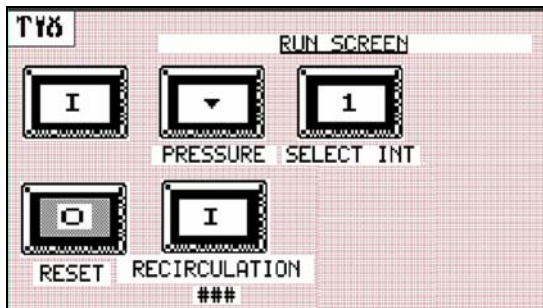 RUN SCREEN
I
▼
1
PRESSURE
SELECT INT
O
I
RESET
RECIRCULATION
###